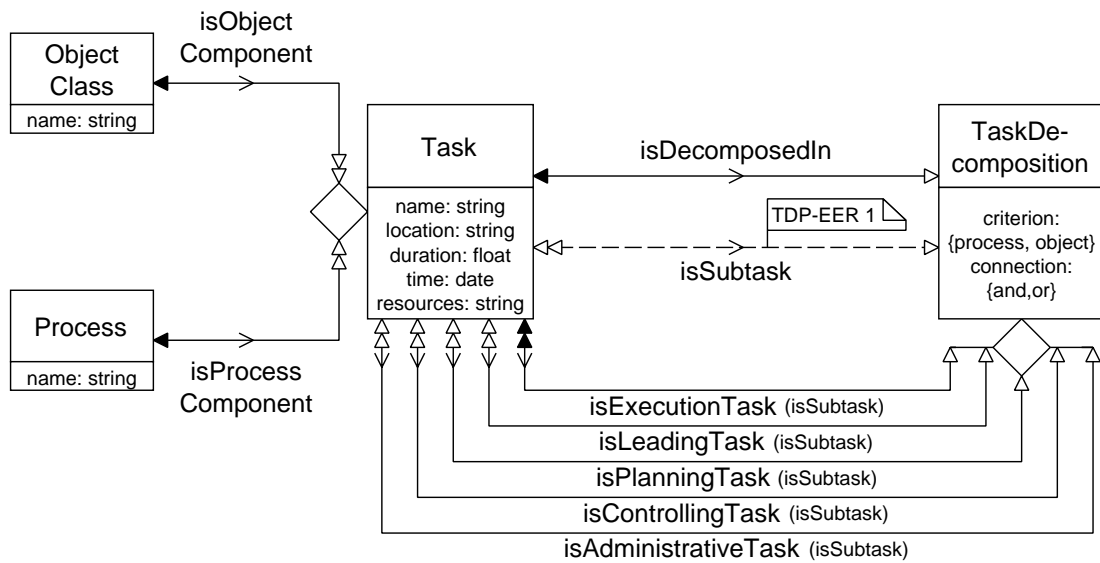 isObject
Component
Object
Class
name: string
Task
name: string
location: string
duration: float
time: date
resources: string
isDecomposedIn
TDP-EER 1
isSubtask
TaskDe-
composition
criterion:
{process, object}
connection:
{and,or}
Process
name: string
isProcess
Component
isExecutionTask (isSubtask)
isLeadingTask (isSubtask)
isPlanningTask (isSubtask)
isControllingTask (isSubtask)
isAdministrativeTask (isSubtask)